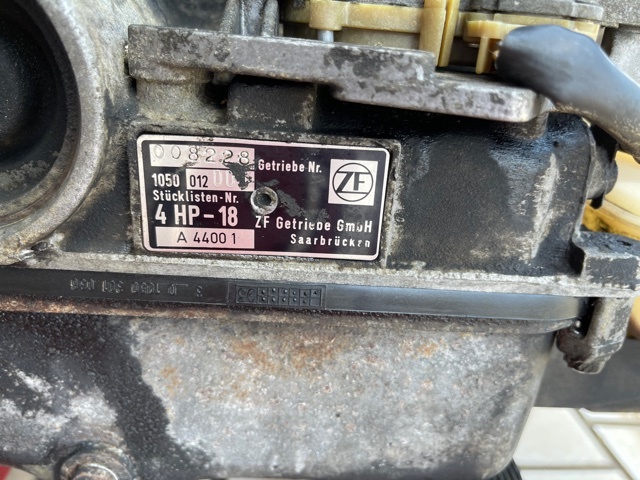 008228 Getriebe Nr.
1050 012
Stücklisten-Nr.
ZF
4 HP-18 ZF Getriebe GmbH
A 4400 1 Saarbrücken